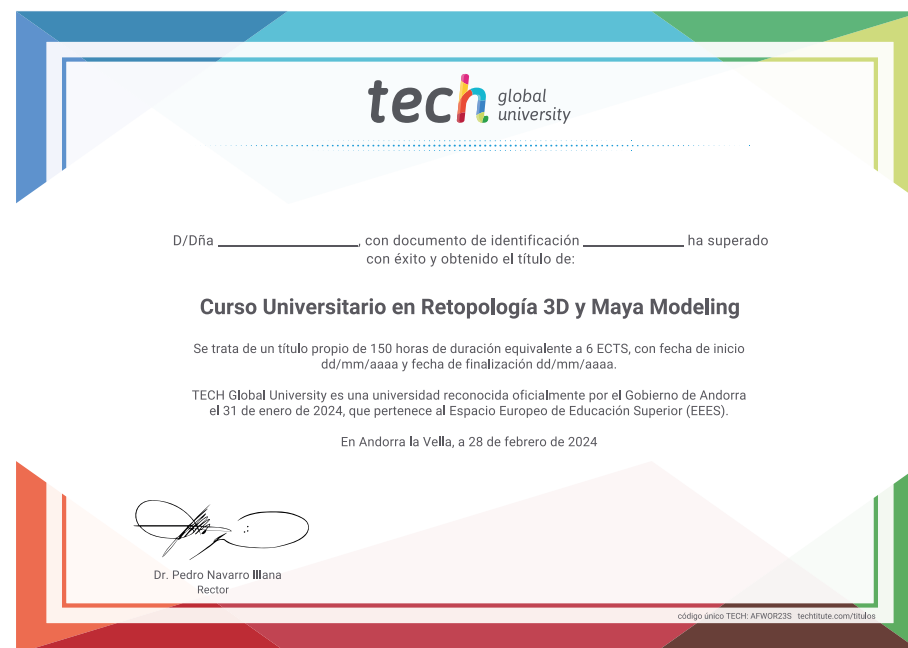 tech global university
D/Dña ____________________, con documento de identificación ______________ ha superado
con éxito y obtenido el título de:
Curso Universitario en Retopología 3D y Maya Modeling
Se trata de un título propio de 150 horas de duración equivalente a 6 ECTS, con fecha de inicio
dd/mm/aaaa y fecha de finalización dd/mm/aaaa.
TECH Global University es una universidad reconocida oficialmente por el Gobierno de Andorra
el 31 de enero de 2024, que pertenece al Espacio Europeo de Educación Superior (EEES).
En Andorra la Vella, a 28 de febrero de 2024
Dr. Pedro Navarro Illana
Rector
código único TECH: AFWOR23S techtitute.com/titulos